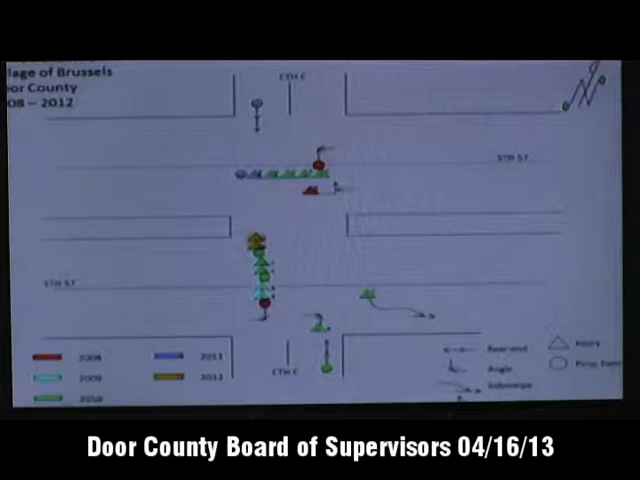 lage of Brussels
oor County
08 – 2012
CTH C
STH 57
STH 57
CTH C
2008
2009
2010
2011
2012
Rear-end
Angle
Sideswipe
Injury
Prop. Dam
Door County Board of Supervisors 04/16/13